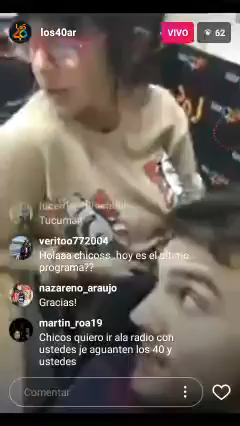 los40ar
VIVO
62
Tucuman
veritoo772004
Holaaa chicoss..hoy es el ultimo
programa??
nazareno_araujo
Gracias!
martin_roa19
Chicos quiero ir ala radio con
ustedes je aguanten los 40 y
ustedes
Comentar